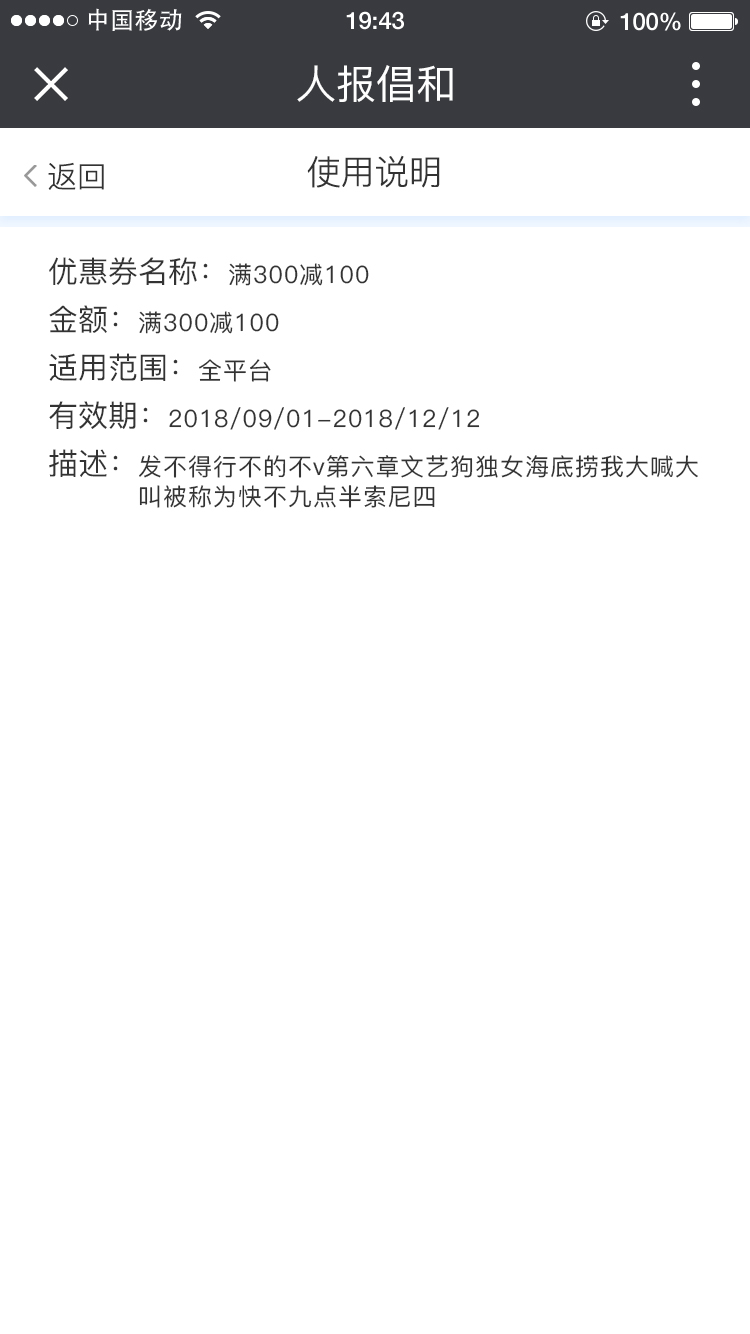 中国移动 19:43 100%
人报倡和
返回 使用说明
优惠券名称： 满300减100
金额： 满300减100
适用范围： 全平台
有效期： 2018/09/01-2018/12/12
描述： 发不得行不的不v第六章文艺狗独女海底捞我大喊大
叫被称为快不九点半索尼四